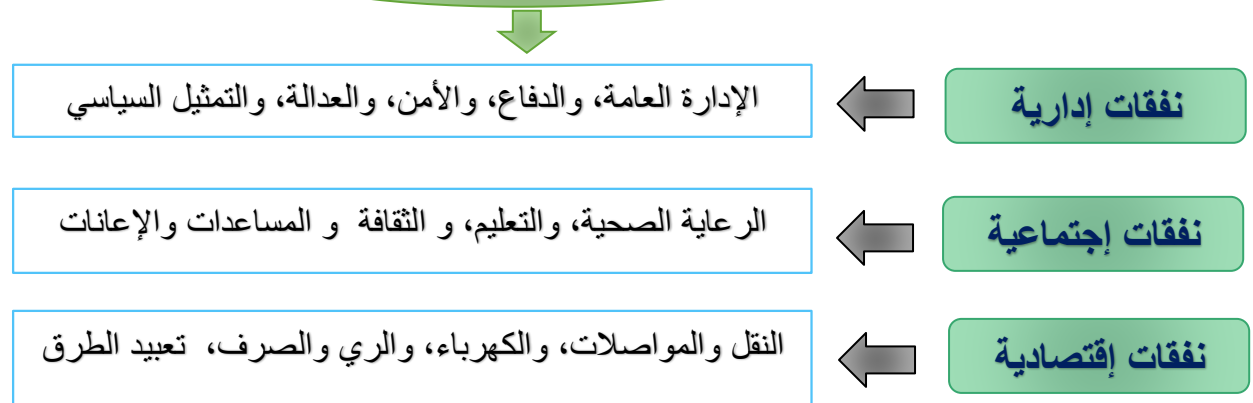 نفقات إدارية
الإدارة العامة، والدفاع، والأمن، والعدالة، والتمثيل السياسي
نفقات إجتماعية
الرعاية الصحية، والتعليم، و الثقافة و المساعدات والإعانات
نفقات إقتصادية
النقل والمواصلات، والكهرباء، والري والصرف، تعبيد الطرق